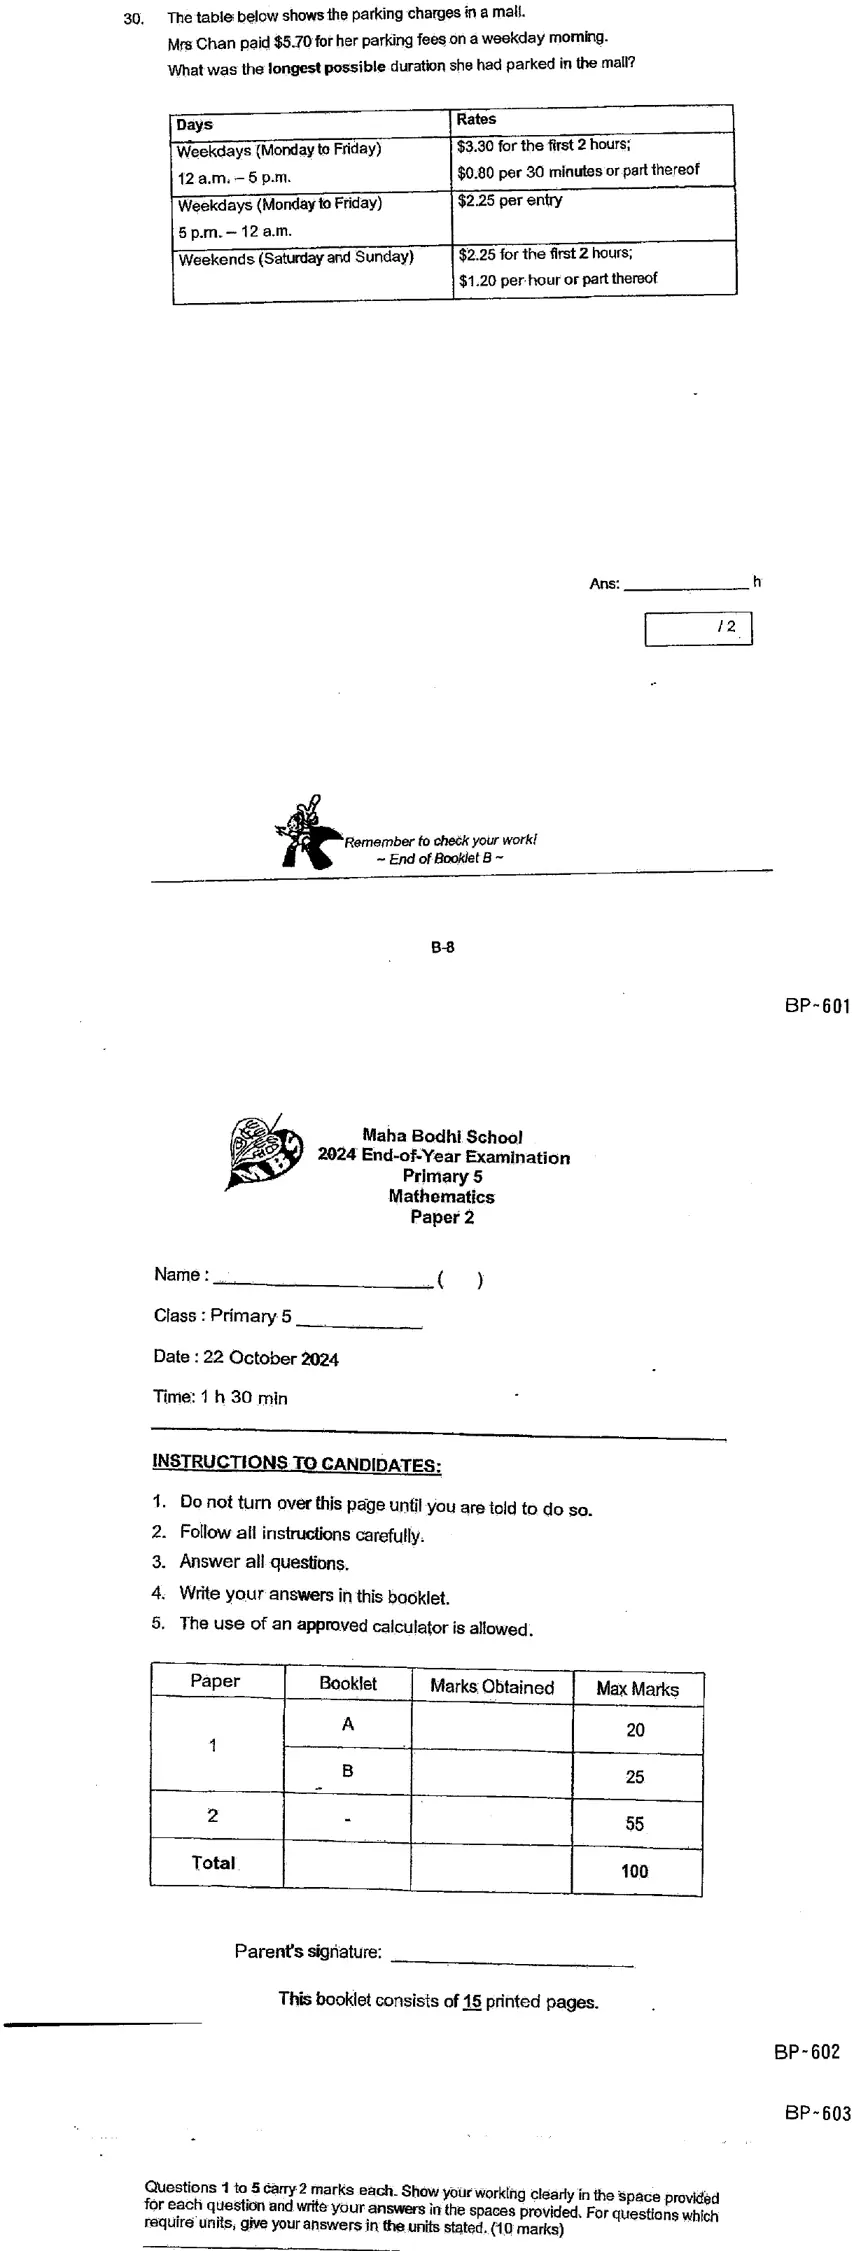 30. The table below shows the parking charges in a mall.
Mrs Chan paid $5.70 for her parking fees on a weekday morning.
What was the longest possible duration she had parked in the mall?
Days Rates
Weekdays (Monday to Friday) $3.30 for the first 2 hours;
12 a.m. – 5 p.m. $0.80 per 30 minutes or part thereof
Weekdays (Monday to Friday) $2.25 per entry
5 p.m. – 12 a.m.
Weekends (Saturday and Sunday) $2.25 for the first 2 hours;
$1.20 per hour or part thereof
Ans: ____________ h
/ 2
Remember to check your work!
~ End of Booklet B ~
B-8
BP~601
MBS
Maha Bodhi School
2024 End-of-Year Examination
Primary 5
Mathematics
Paper 2
Name : ____________________ ( )
Class : Primary 5 ____________
Date : 22 October 2024
Time: 1 h 30 min
INSTRUCTIONS TO CANDIDATES:
1. Do not turn over this page until you are told to do so.
2. Follow all instructions carefully.
3. Answer all questions.
4. Write your answers in this booklet.
5. The use of an approved calculator is allowed.
Paper Booklet Marks Obtained Max Marks
1 A 20
B 25
2 - 55
Total 100
Parent's signature: ____________________
This booklet consists of 15 printed pages.
BP~602
BP~603
Questions 1 to 5 carry 2 marks each. Show your working clearly in the space provided
for each question and write your answers in the spaces provided. For questions which
require units, give your answers in the units stated. (10 marks)